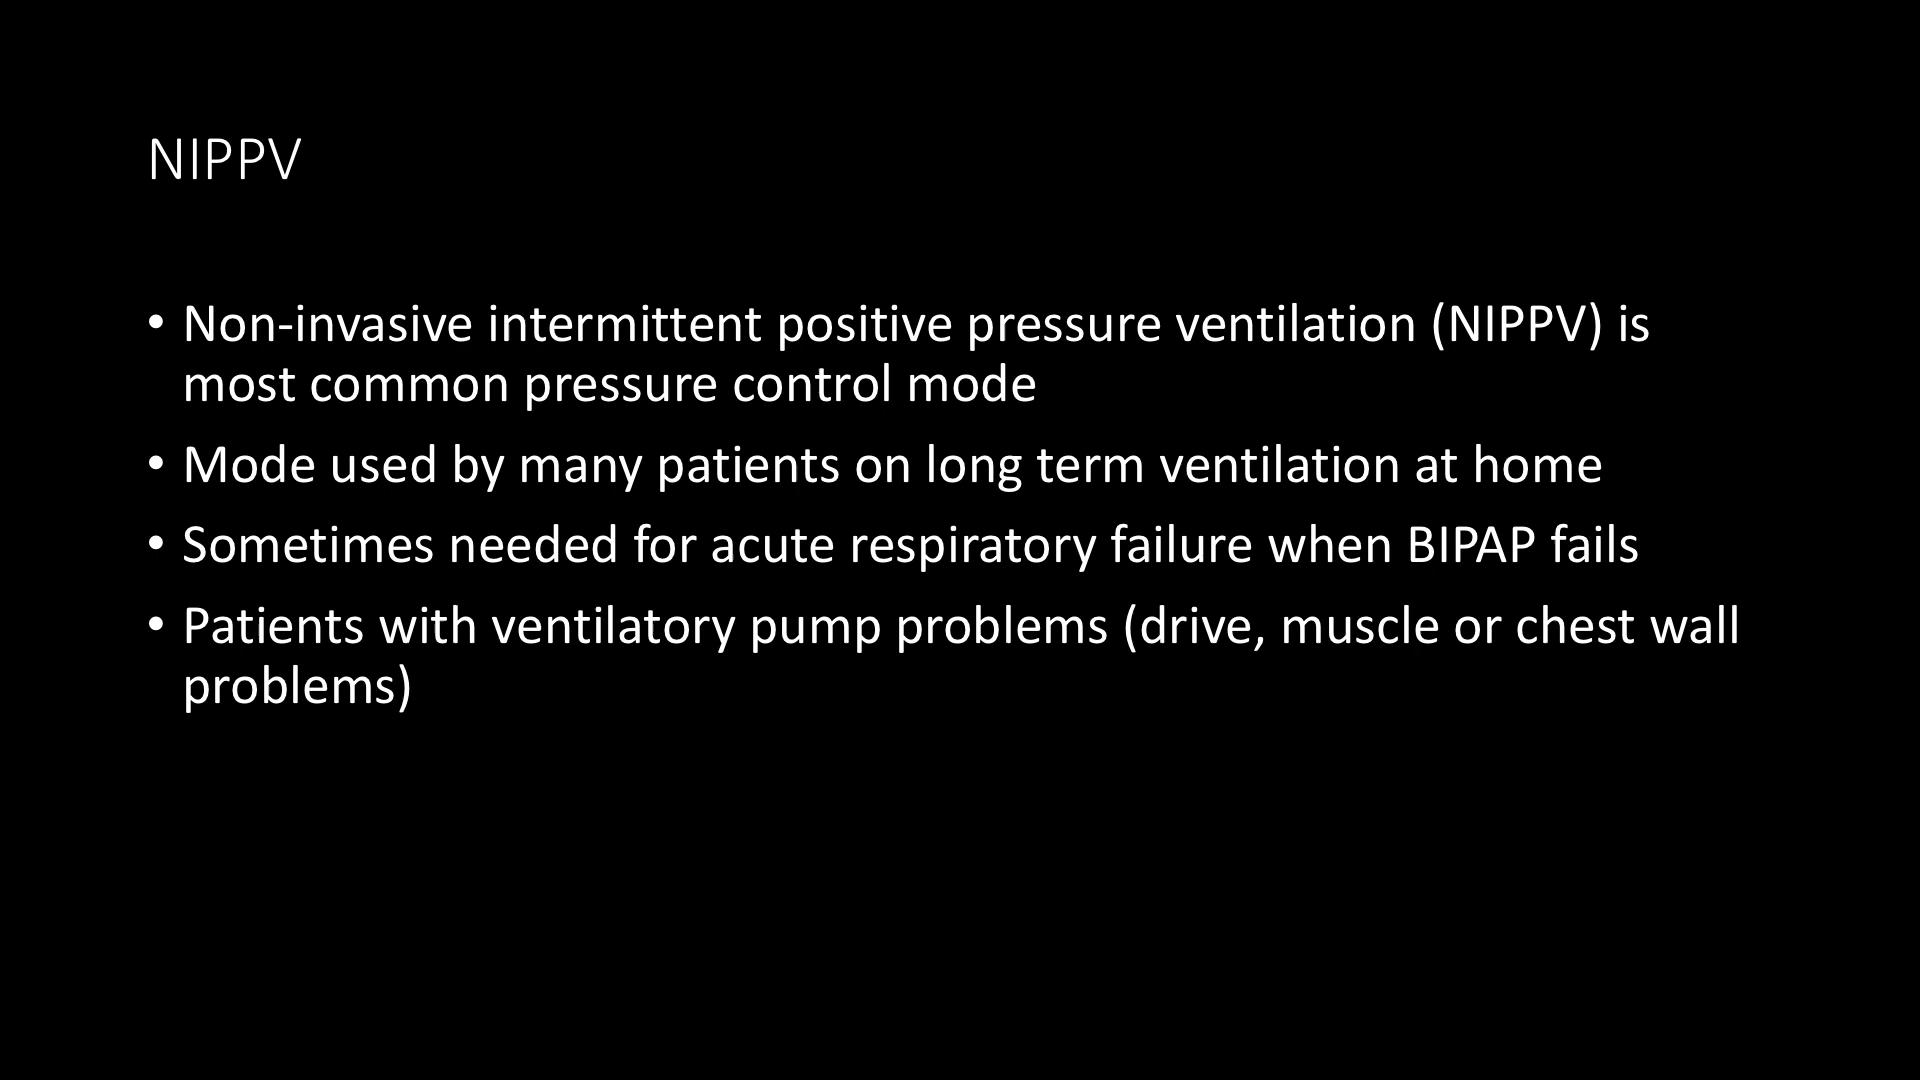 NIPPV
• Non-invasive intermittent positive pressure ventilation (NIPPV) is
most common pressure control mode
• Mode used by many patients on long term ventilation at home
• Sometimes needed for acute respiratory failure when BIPAP fails
• Patients with ventilatory pump problems (drive, muscle or chest wall
problems)